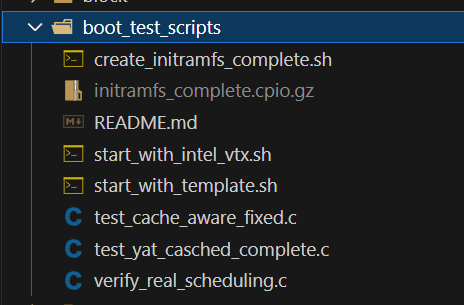 boot_test_scripts
create_initramfs_complete.sh
initramfs_complete.cpio.gz
README.md
start_with_intel_vtx.sh
start_with_template.sh
test_cache_aware_fixed.c
test_yat_casched_complete.c
verify_real_scheduling.c